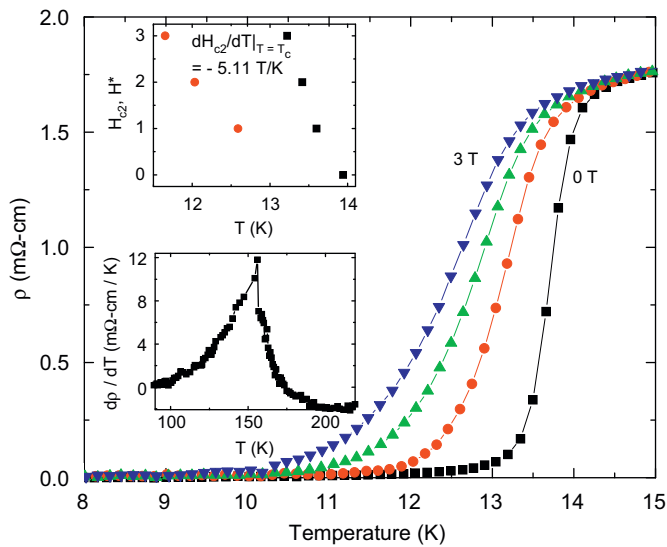 2.0
1.5
1.0
0.5
0.0
ρ (mΩ-cm)
8 9 10 11 12 13 14 15
Temperature (K)
3 T
0 T
3
2
1
0
H_c2, H*
dH_c2/dT|_T = T_c
= - 5.11 T/K
12 13 14
T (K)
12
8
4
0
dρ / dT (mΩ-cm / K)
100 150 200
T (K)